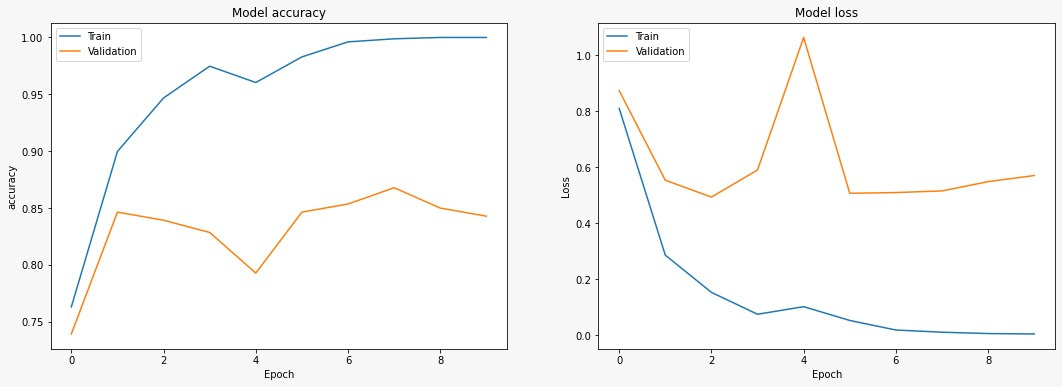 Model accuracy
Train
Validation
1.00
0.95
0.90
0.85
0.80
0.75
accuracy
0 2 4 6 8
Epoch
Model loss
Train
Validation
1.0
0.8
0.6
0.4
0.2
0.0
Loss
0 2 4 6 8
Epoch